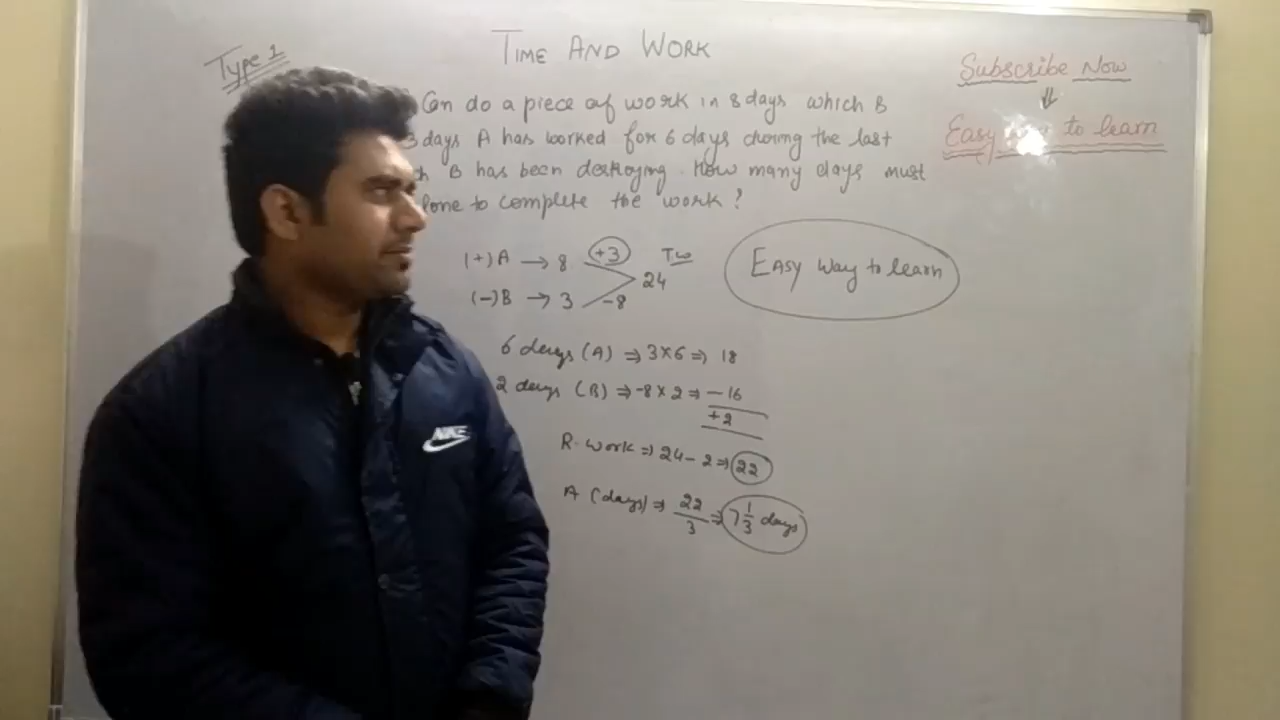 Type 1
TIME AND WORK
Can do a piece of work in 8 days which B
3 days A has worked for 6 days during the last
B has been destroying. How many days must
lone to complete the work?
Subscribe Now
⇓
Easy way to learn
(+) A → 8 +3 Tw
24
(-) B → 3 -8
EASY Way to learn
6 days (A) ⇒ 3×6 ⇒ 18
2 days (B) ⇒ -8 × 2 ⇒ -16
+2
R. work ⇒ 24 - 2 ⇒ 22
A (days) ⇒ 22/3 ⇒ 7 1/3 days
NIKE